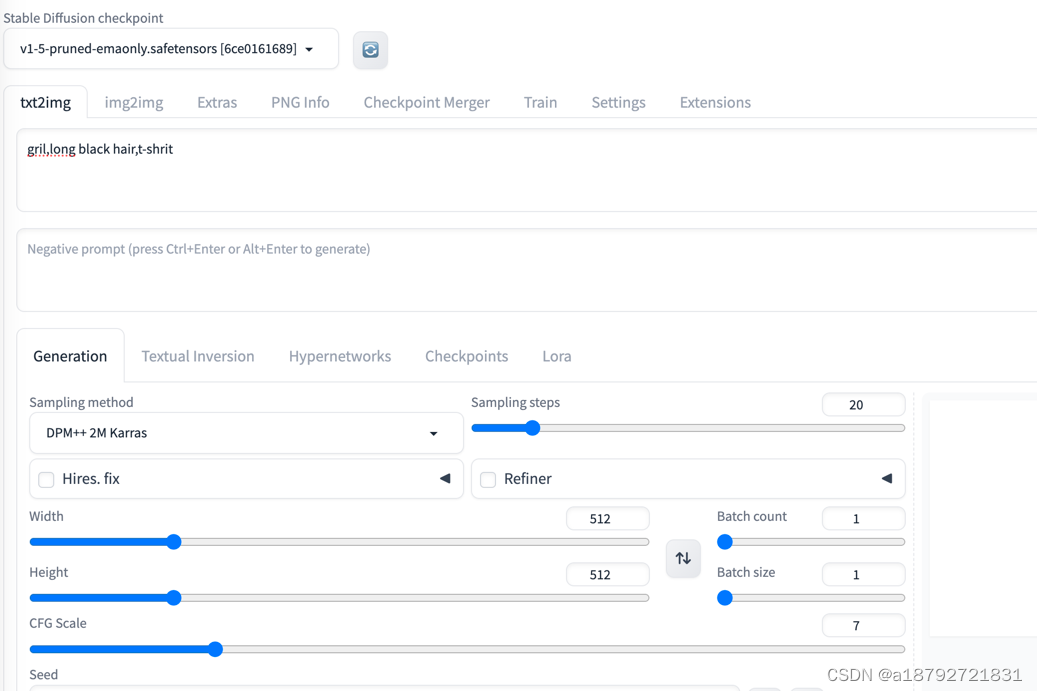 Stable Diffusion checkpoint
v1-5-pruned-emaonly.safetensors [6ce0161689]
txt2img img2img Extras PNG Info Checkpoint Merger Train Settings Extensions
gril,long black hair,t-shrit
Negative prompt (press Ctrl+Enter or Alt+Enter to generate)
Generation Textual Inversion Hypernetworks Checkpoints Lora
Sampling method Sampling steps 20
DPM++ 2M Karras
Hires. fix Refiner
Width 512 Batch count 1
Height 512 Batch size 1
CFG Scale 7
Seed
CSDN @a18792721831